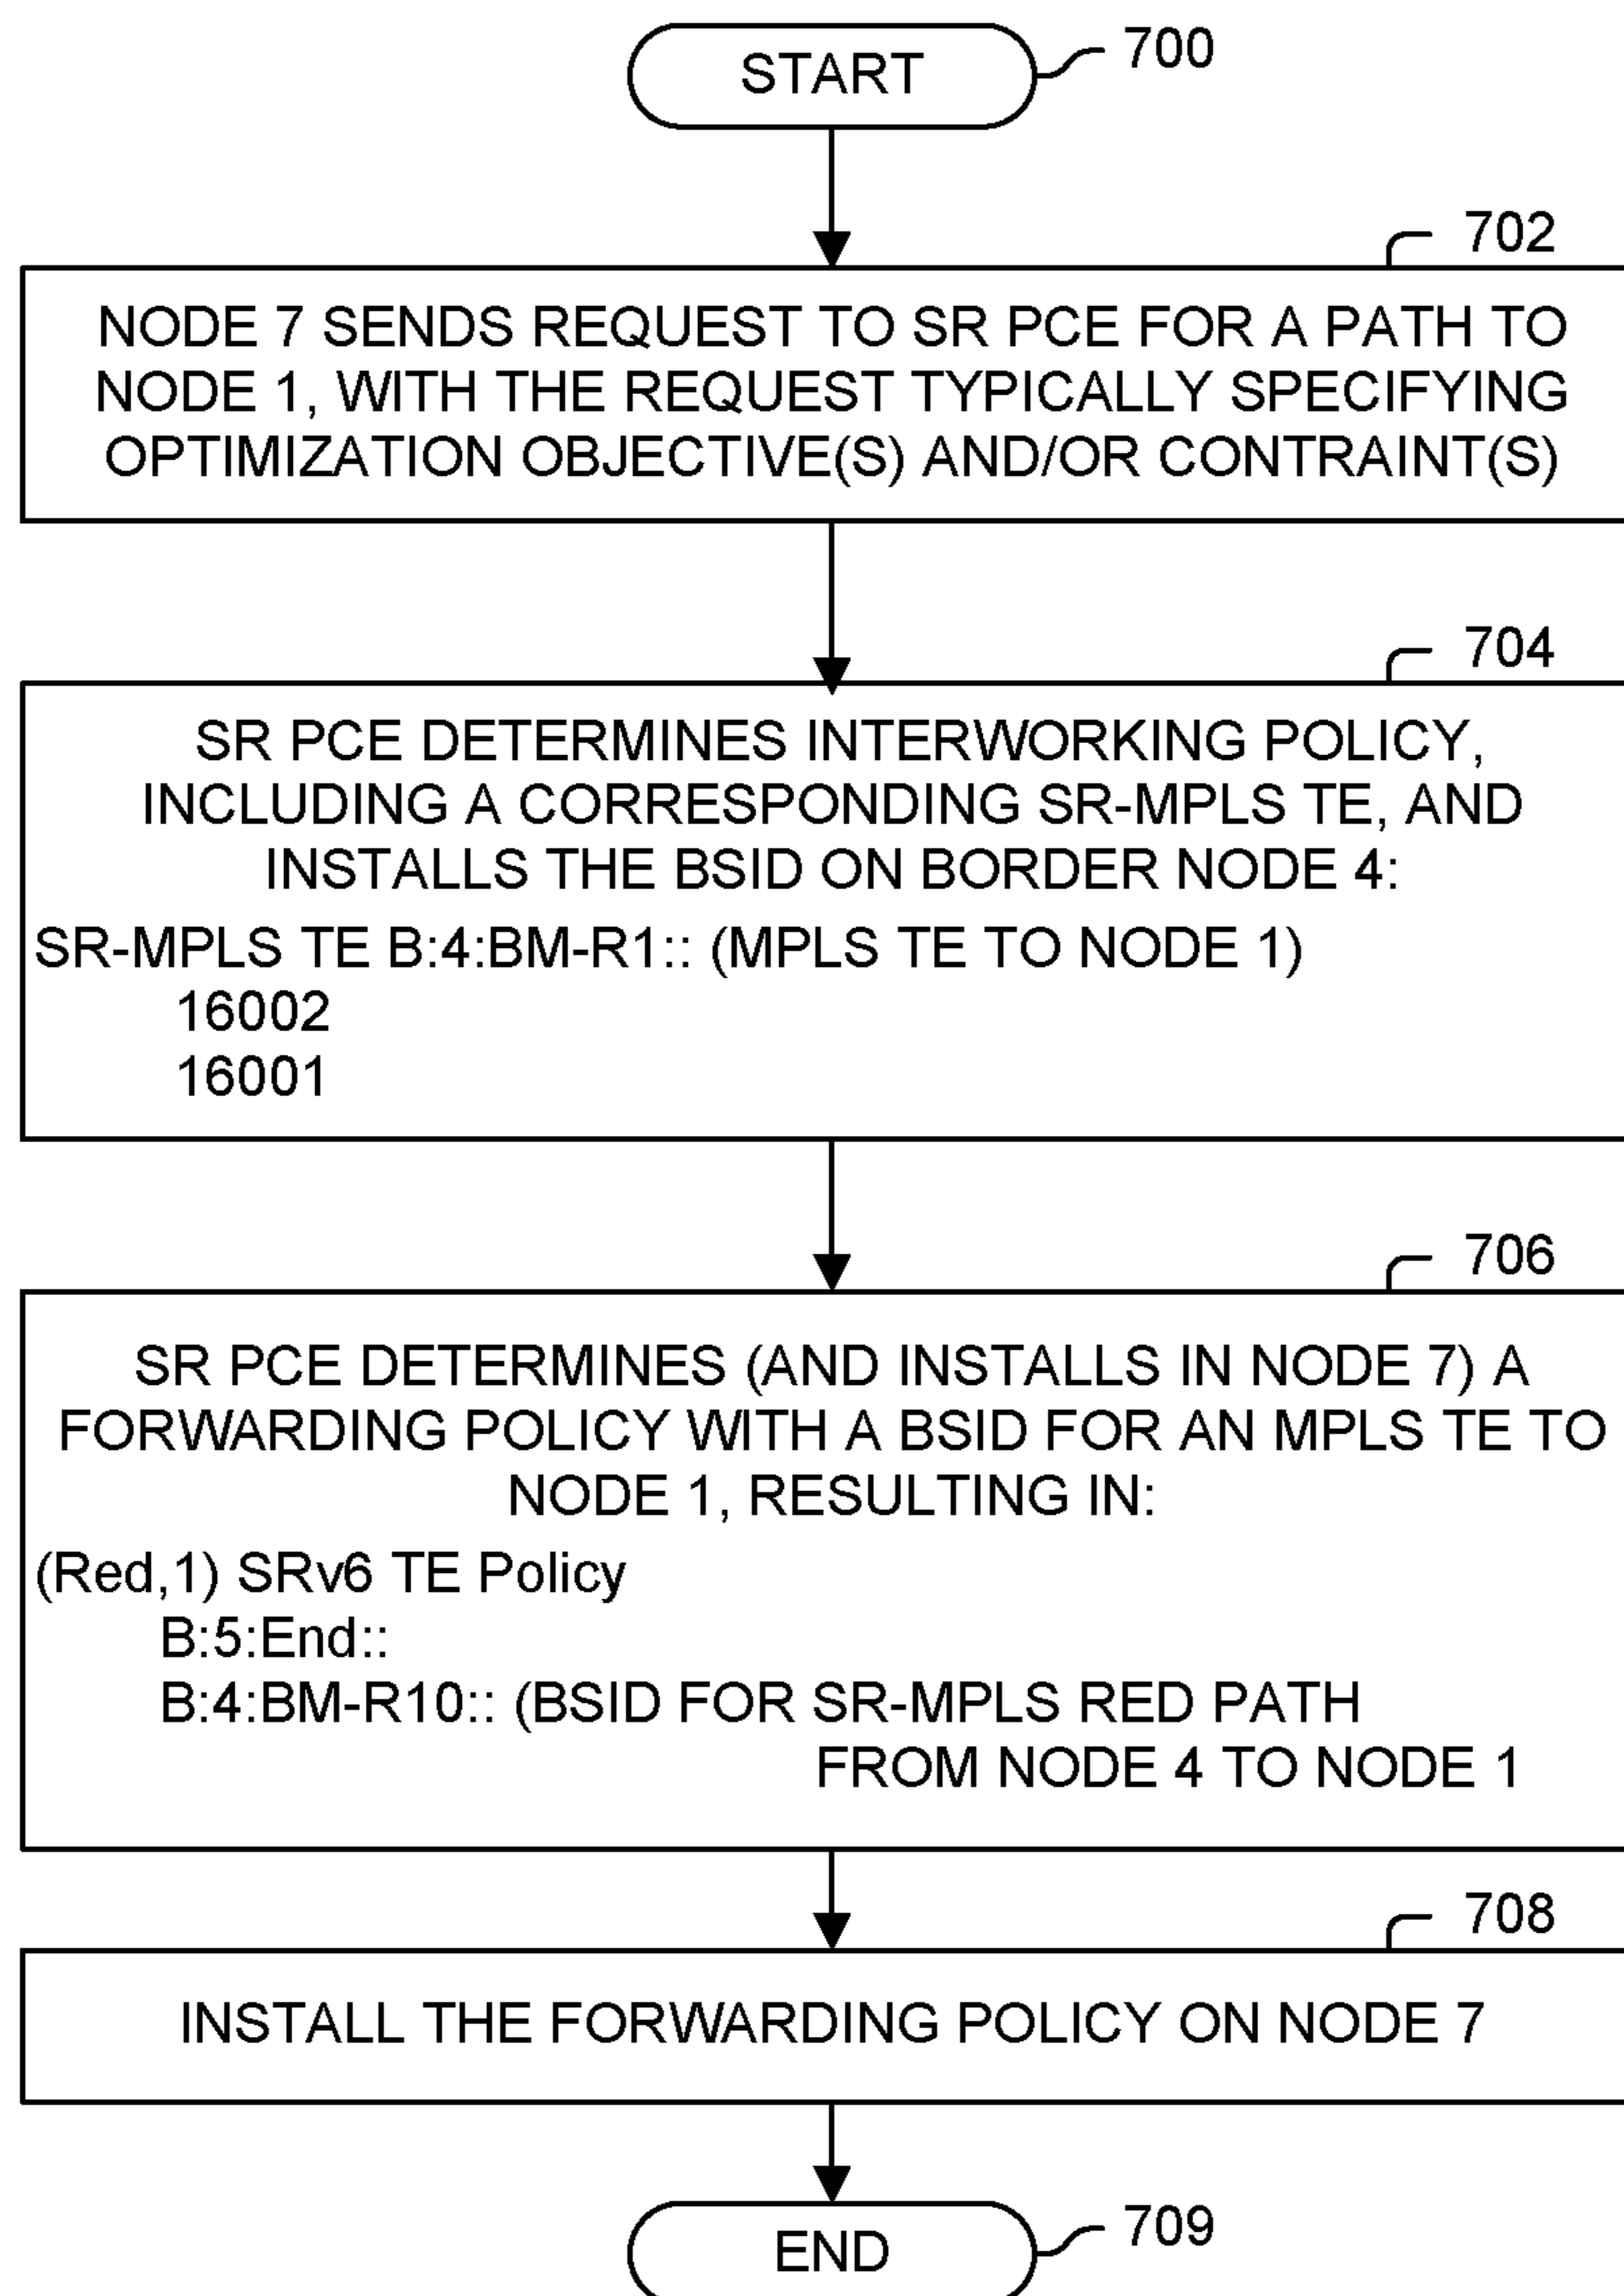 START
700
702
NODE 7 SENDS REQUEST TO SR PCE FOR A PATH TO
NODE 1, WITH THE REQUEST TYPICALLY SPECIFYING
OPTIMIZATION OBJECTIVE(S) AND/OR CONTRAINT(S)
704
SR PCE DETERMINES INTERWORKING POLICY,
INCLUDING A CORRESPONDING SR-MPLS TE, AND
INSTALLS THE BSID ON BORDER NODE 4:
SR-MPLS TE B:4:BM-R1:: (MPLS TE TO NODE 1)
16002
16001
706
SR PCE DETERMINES (AND INSTALLS IN NODE 7) A
FORWARDING POLICY WITH A BSID FOR AN MPLS TE TO
NODE 1, RESULTING IN:
(Red,1) SRv6 TE Policy
B:5:End::
B:4:BM-R10:: (BSID FOR SR-MPLS RED PATH
FROM NODE 4 TO NODE 1
708
INSTALL THE FORWARDING POLICY ON NODE 7
END
709